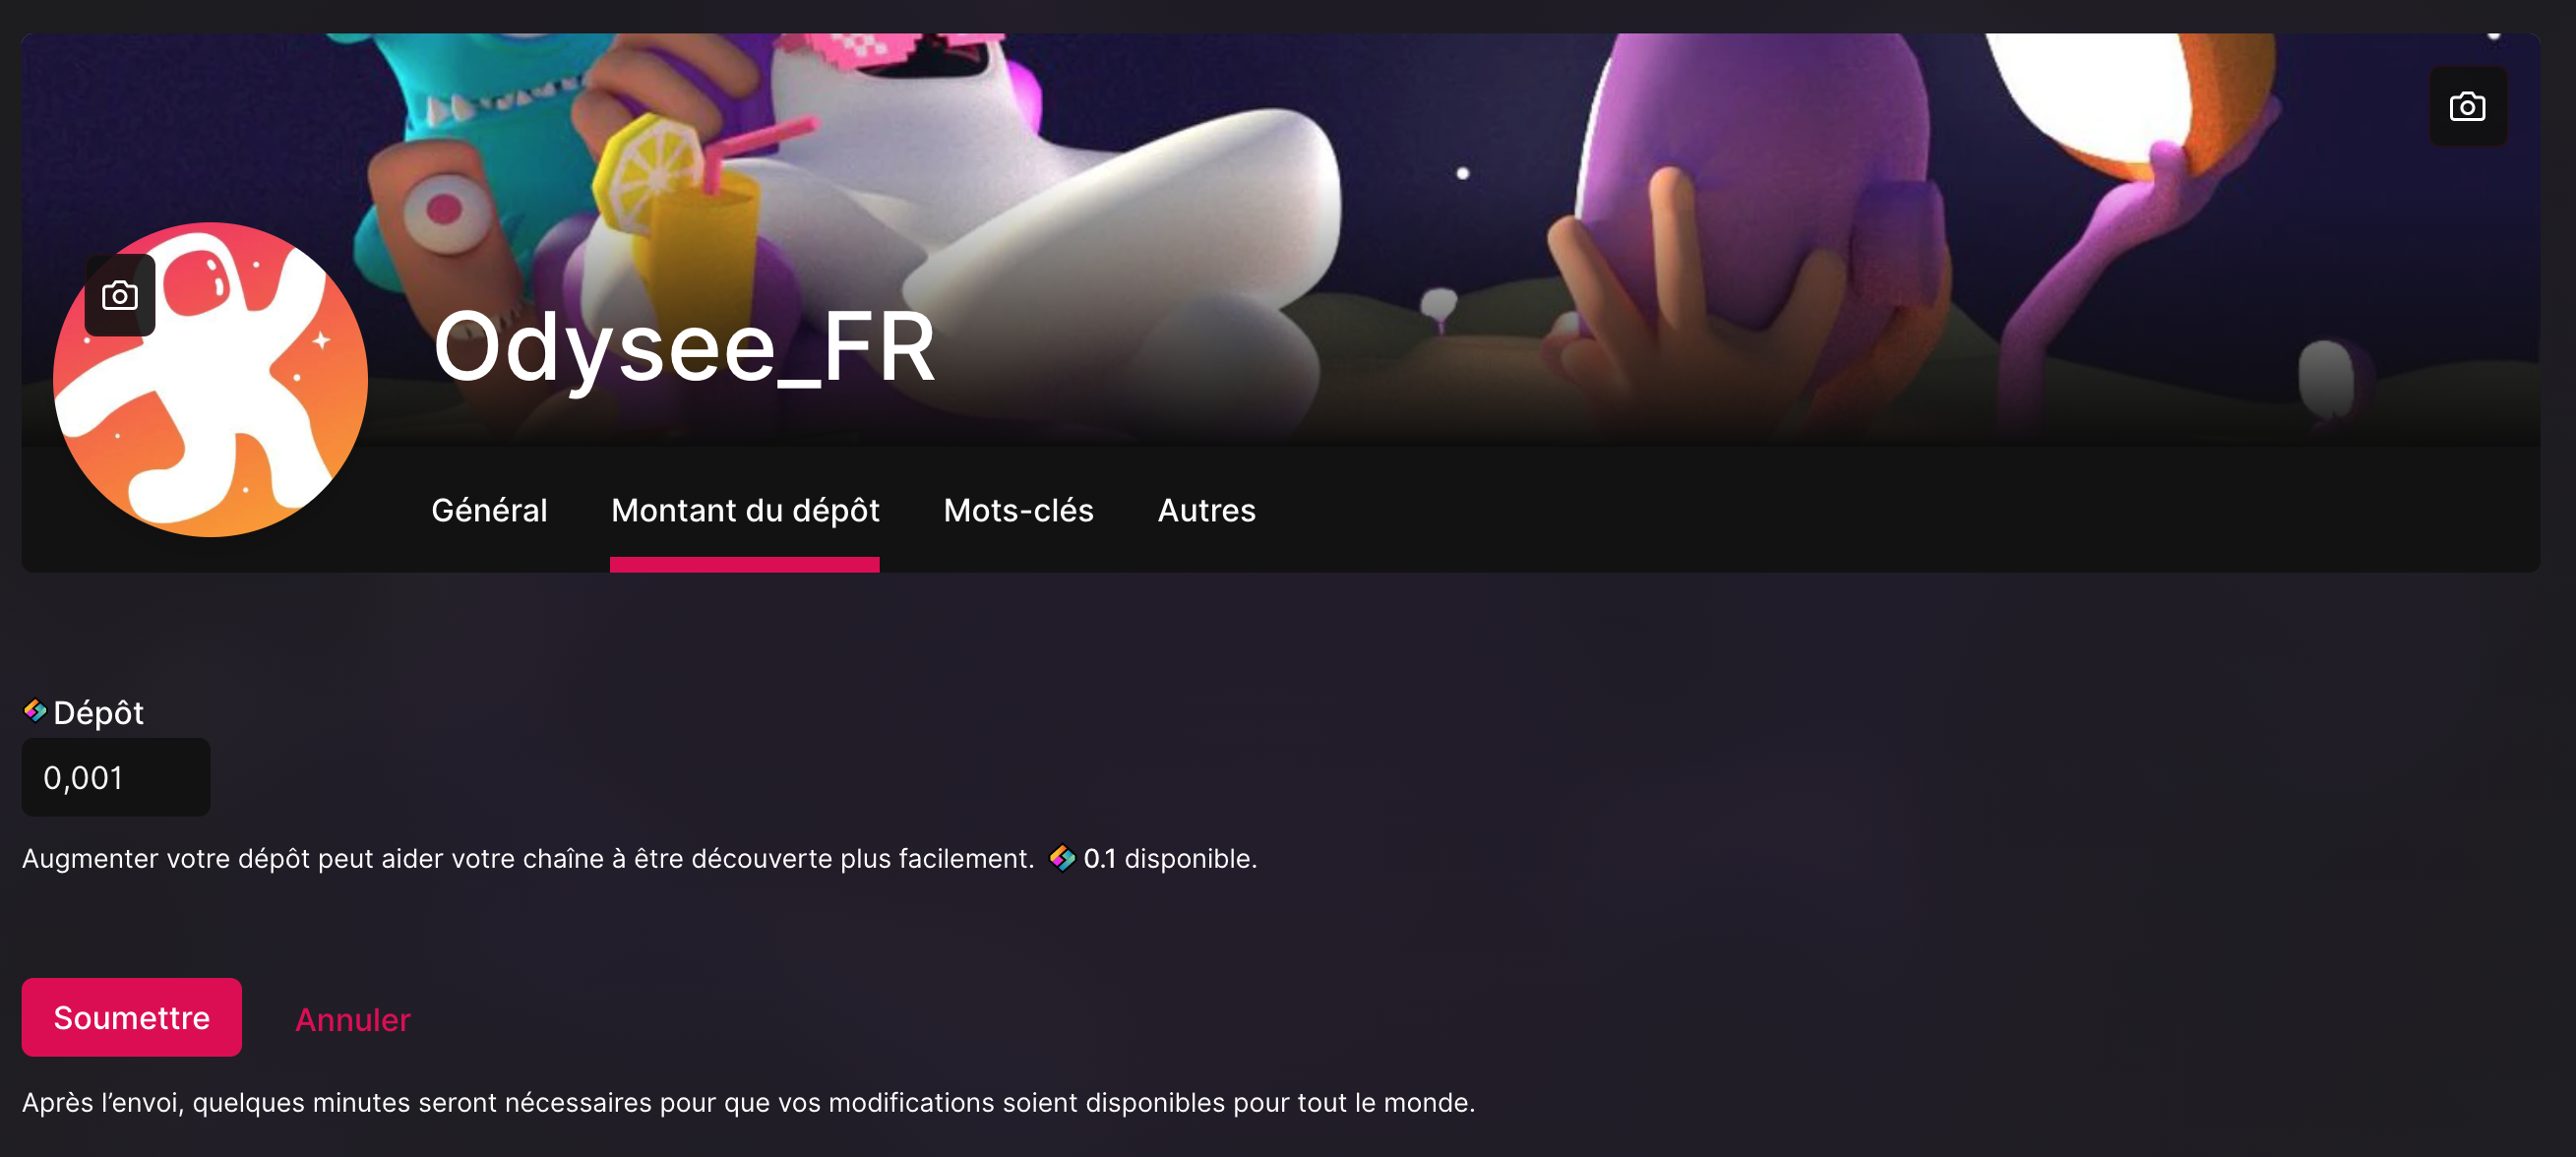 Odysee_FR
Général Montant du dépôt Mots-clés Autres
Dépôt
0,001
Augmenter votre dépôt peut aider votre chaîne à être découverte plus facilement. 0.1 disponible.
Soumettre Annuler
Après l’envoi, quelques minutes seront nécessaires pour que vos modifications soient disponibles pour tout le monde.